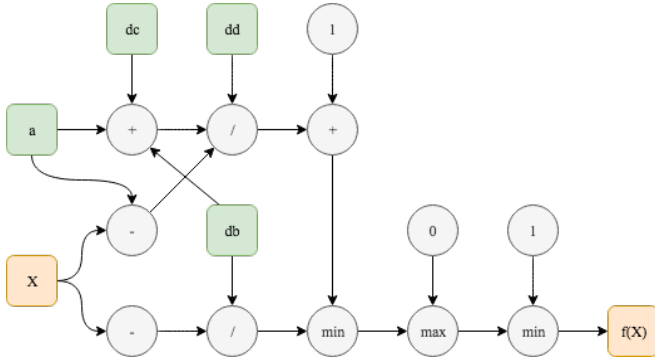 dc dd 1
a + / +
- db 0 1
X
- / min max min f(X)